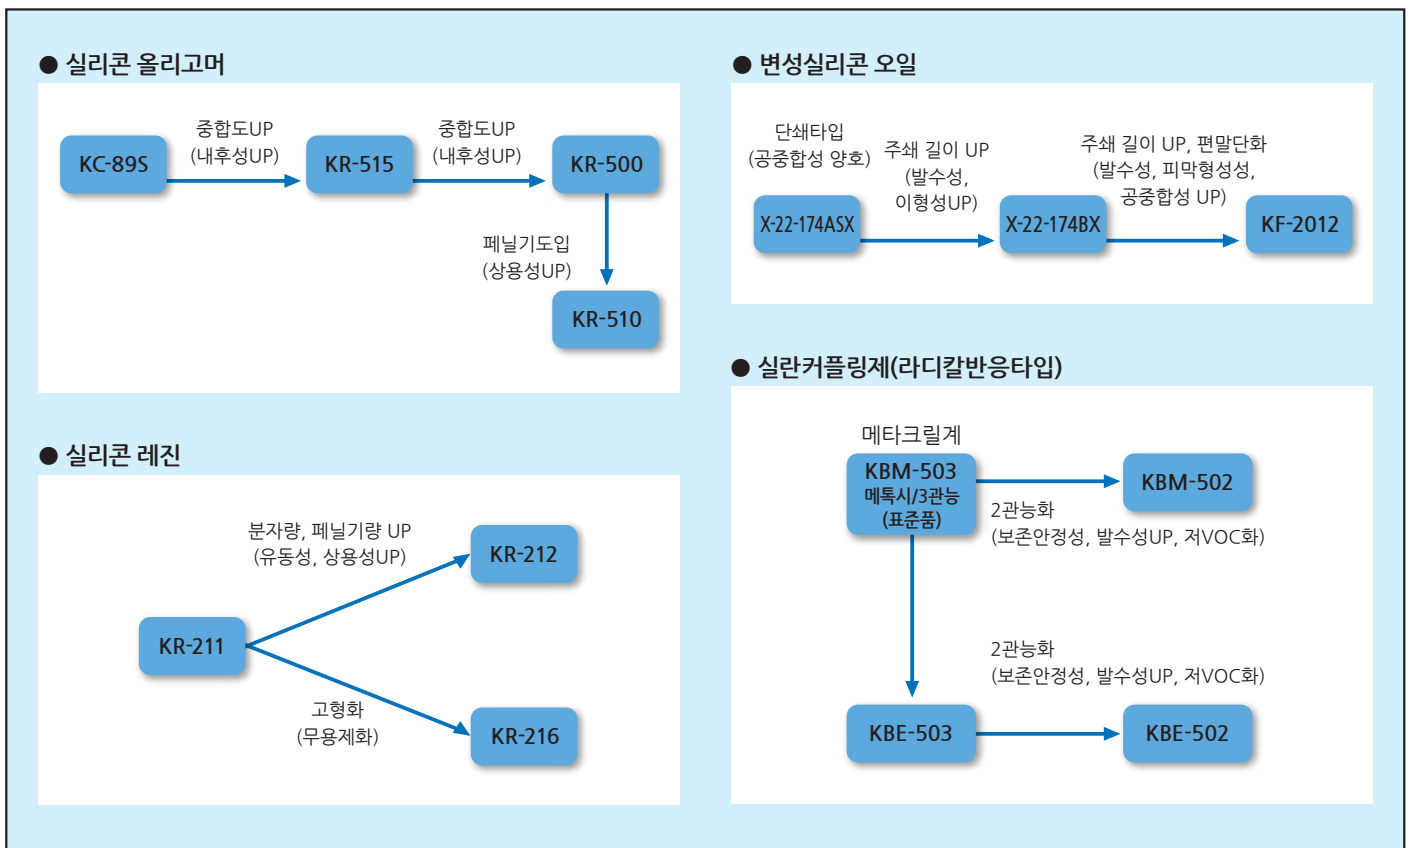 ● 실리콘 올리고머
KC-89S
중합도UP
(내후성UP)
KR-515
중합도UP
(내후성UP)
KR-500
페닐기도입
(상용성UP)
KR-510
● 실리콘 레진
분자량, 페닐기량 UP
(유동성, 상용성UP)
KR-212
KR-211
고형화
(무용제화)
KR-216
● 변성실리콘 오일
단쇄타입
(공중합성 양호)
X-22-174ASX
주쇄 길이 UP
(발수성,
이형성UP)
X-22-174BX
주쇄 길이 UP, 편말단화
(발수성, 피막형성성,
공중합성 UP)
KF-2012
● 실란커플링제(라디칼반응타입)
메타크릴계
KBM-503
메톡시/3관능
(표준품)
KBM-502
2관능화
(보존안정성, 발수성UP, 저VOC화)
2관능화
(보존안정성, 발수성UP, 저VOC화)
KBE-503
KBE-502